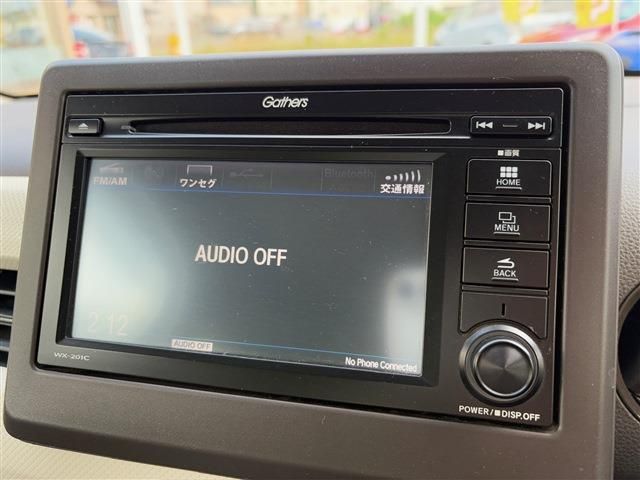 Gathers
FM/AM
ワンセグ
Bluetooth
交通情報
AUDIO OFF
2:12
AUDIO OFF
No Phone Connected
WX-201C
■画質
HOME
MENU
BACK
POWER/■DISP.OFF